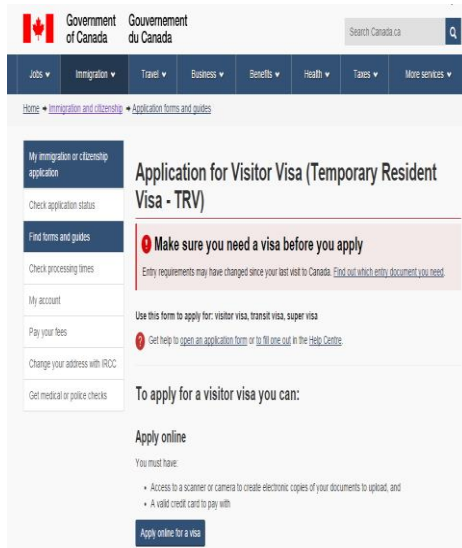 Government of Canada
Gouvernement du Canada
Search Canada.ca
Jobs
Immigration
Travel
Business
Benefits
Health
Taxes
More services
Home ➔ Immigration and citizenship ➔ Application forms and guides
My immigration or citizenship
application
Check application status
Find forms and guides
Check processing times
My account
Pay your fees
Change your address with IRCC
Get medical or police checks
Application for Visitor Visa (Temporary Resident
Visa - TRV)
Make sure you need a visa before you apply
Entry requirements may have changed since your last visit to Canada. Find out which entry document you need.
Use this form to apply for: visitor visa, transit visa, super visa
Get help to open an application form or to fill one out in the Help Centre.
To apply for a visitor visa you can:
Apply online
You must have:
• Access to a scanner or camera to create electronic copies of your documents to upload, and
• A valid credit card to pay with
Apply online for a visa